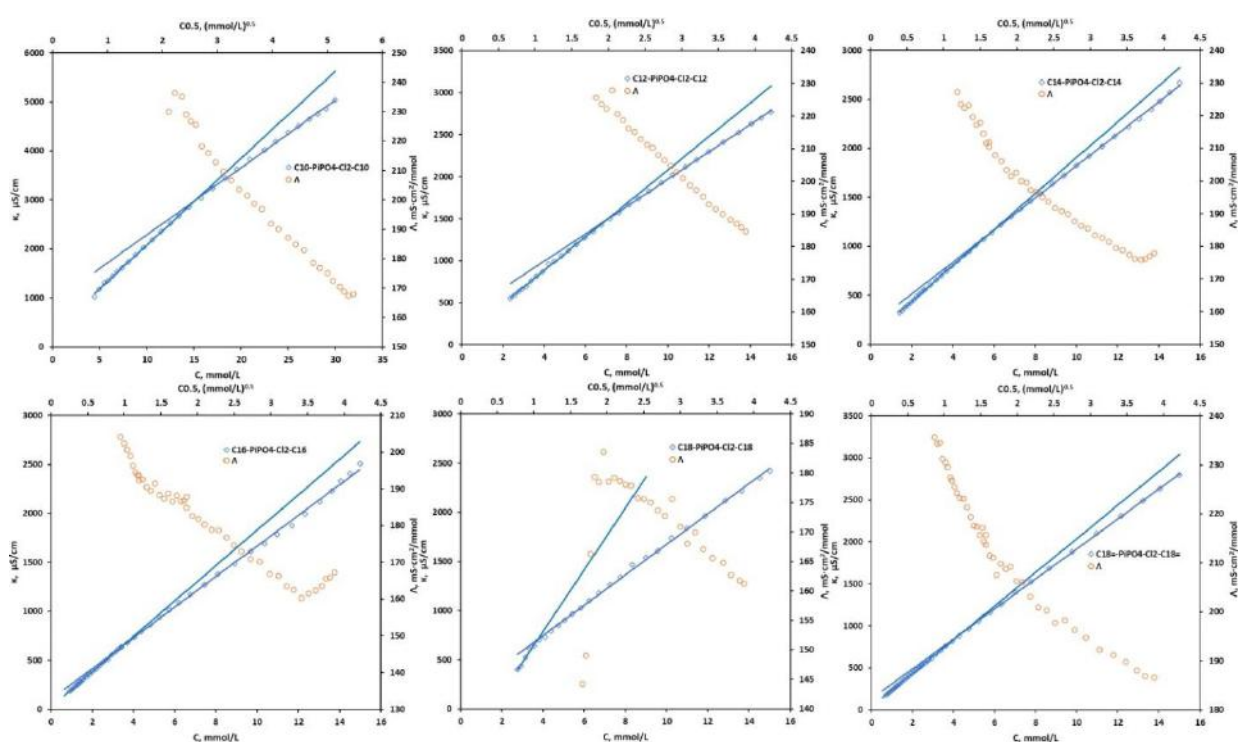 C0.5, (mmol/L)⁰·⁵
0 1 2 3 4 5 6
6000
5000
4000
3000
2000
1000
0
κ, µS/cm
C10-PiPO4-Cl2-C10
Λ
250
240
230
220
210
200
190
180
170
160
150
Λ, mS·cm²/mmol
0 5 10 15 20 25 30 35
C, mmol/L
C0.5, (mmol/L)⁰·⁵
0 0.5 1 1.5 2 2.5 3 3.5 4 4.5
3500
3000
2500
2000
1500
1000
500
0
κ, µS/cm
C12-PiPO4-Cl2-C12
Λ
240
230
220
210
200
190
180
170
160
150
Λ, mS·cm²/mmol
0 2 4 6 8 10 12 14 16
C, mmol/L
C0.5, (mmol/L)⁰·⁵
0 0.5 1 1.5 2 2.5 3 3.5 4 4.5
3000
2500
2000
1500
1000
500
0
κ, µS/cm
C14-PiPO4-Cl2-C14
Λ
240
230
220
210
200
190
180
170
160
150
0 2 4 6 8 10 12 14 16
C, mmol/L
C0.5, (mmol/L)⁰·⁵
0 0.5 1 1.5 2 2.5 3 3.5 4 4.5
3000
2500
2000
1500
1000
500
0
κ, µS/cm
C16-PiPO4-Cl2-C16
Λ
210
200
190
180
170
160
150
140
130
Λ, mS·cm²/mmol
0 2 4 6 8 10 12 14 16
C, mmol/L
C0.5, (mmol/L)⁰·⁵
0 0.5 1 1.5 2 2.5 3 3.5 4 4.5
3000
2500
2000
1500
1000
500
0
κ, µS/cm
C18-PiPO4-Cl2-C18
Λ
190
185
180
175
170
165
160
155
150
145
140
Λ, mS·cm²/mmol
0 2 4 6 8 10 12 14 16
C, mmol/L
C0.5, (mmol/L)⁰·⁵
0 0.5 1 1.5 2 2.5 3 3.5 4 4.5
3500
3000
2500
2000
1500
1000
500
0
κ, µS/cm
C18=-PiPO4-Cl2-C18=
Λ
240
230
220
210
200
190
180
0 2 4 6 8 10 12 14 16
C, mmol/L